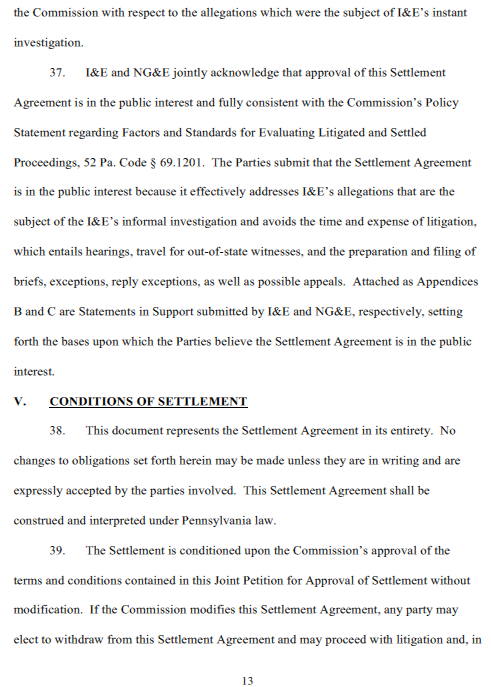 the Commission with respect to the allegations which were the subject of I&E's instant
investigation.
37. I&E and NG&E jointly acknowledge that approval of this Settlement
Agreement is in the public interest and fully consistent with the Commission's Policy
Statement regarding Factors and Standards for Evaluating Litigated and Settled
Proceedings, 52 Pa. Code § 69.1201. The Parties submit that the Settlement Agreement
is in the public interest because it effectively addresses I&E's allegations that are the
subject of the I&E's informal investigation and avoids the time and expense of litigation,
which entails hearings, travel for out-of-state witnesses, and the preparation and filing of
briefs, exceptions, reply exceptions, as well as possible appeals. Attached as Appendices
B and C are Statements in Support submitted by I&E and NG&E, respectively, setting
forth the bases upon which the Parties believe the Settlement Agreement is in the public
interest.
V. CONDITIONS OF SETTLEMENT
38. This document represents the Settlement Agreement in its entirety. No
changes to obligations set forth herein may be made unless they are in writing and are
expressly accepted by the parties involved. This Settlement Agreement shall be
construed and interpreted under Pennsylvania law.
39. The Settlement is conditioned upon the Commission's approval of the
terms and conditions contained in this Joint Petition for Approval of Settlement without
modification. If the Commission modifies this Settlement Agreement, any party may
elect to withdraw from this Settlement Agreement and may proceed with litigation and, in
13